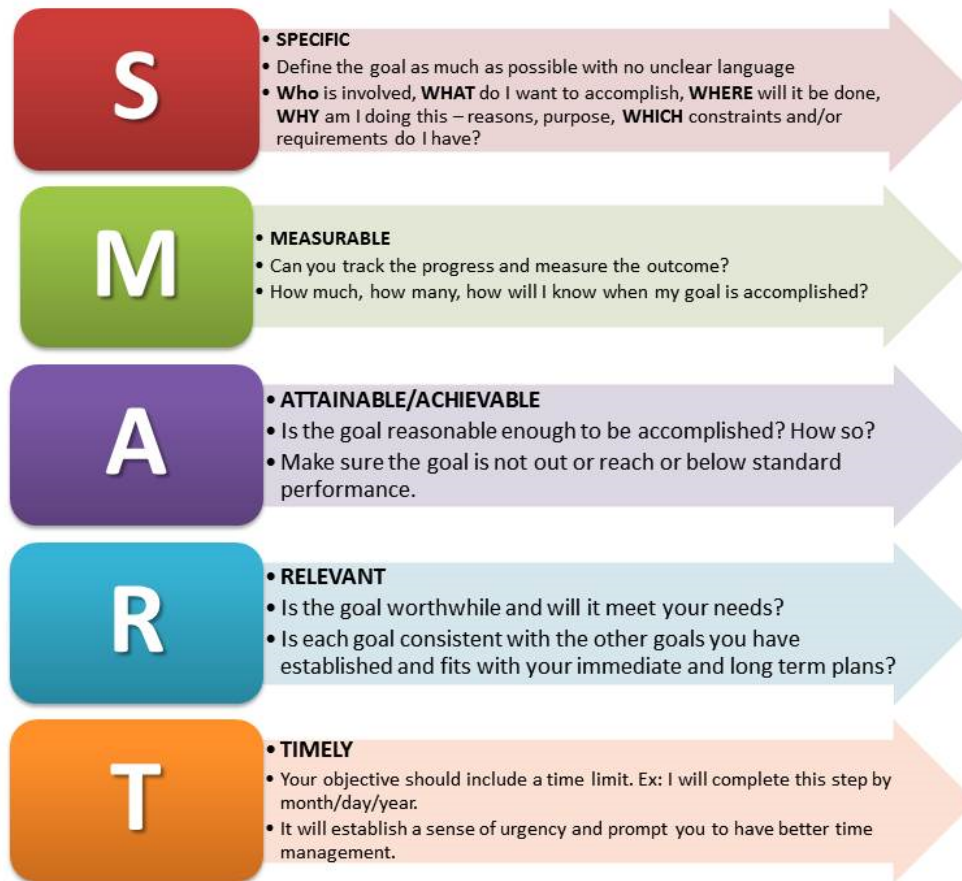 S
• SPECIFIC
• Define the goal as much as possible with no unclear language
• Who is involved, WHAT do I want to accomplish, WHERE will it be done,
WHY am I doing this – reasons, purpose, WHICH constraints and/or
requirements do I have?
M
• MEASURABLE
• Can you track the progress and measure the outcome?
• How much, how many, how will I know when my goal is accomplished?
A
• ATTAINABLE/ACHIEVABLE
• Is the goal reasonable enough to be accomplished? How so?
• Make sure the goal is not out or reach or below standard
performance.
R
• RELEVANT
• Is the goal worthwhile and will it meet your needs?
• Is each goal consistent with the other goals you have
established and fits with your immediate and long term plans?
T
• TIMELY
• Your objective should include a time limit. Ex: I will complete this step by
month/day/year.
• It will establish a sense of urgency and prompt you to have better time
management.